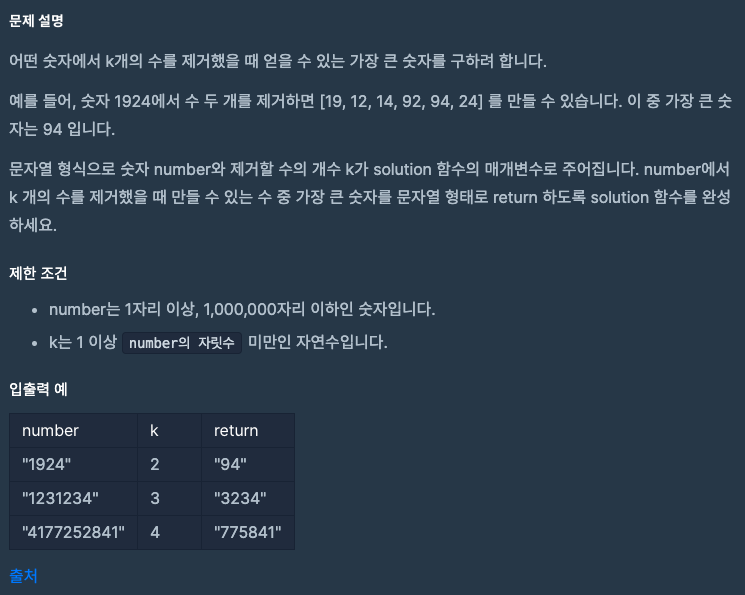 문제 설명
어떤 숫자에서 k개의 수를 제거했을 때 얻을 수 있는 가장 큰 숫자를 구하려 합니다.
예를 들어, 숫자 1924에서 수 두 개를 제거하면 [19, 12, 14, 92, 94, 24] 를 만들 수 있습니다. 이 중 가장 큰 숫
자는 94 입니다.
문자열 형식으로 숫자 number와 제거할 수의 개수 k가 solution 함수의 매개변수로 주어집니다. number에서
k 개의 수를 제거했을 때 만들 수 있는 수 중 가장 큰 숫자를 문자열 형태로 return 하도록 solution 함수를 완성
하세요.
제한 조건
• number는 1자리 이상, 1,000,000자리 이하인 숫자입니다.
• k는 1 이상 number의 자릿수 미만인 자연수입니다.
입출력 예
number k return
"1924" 2 "94"
"1231234" 3 "3234"
"4177252841" 4 "775841"
출처